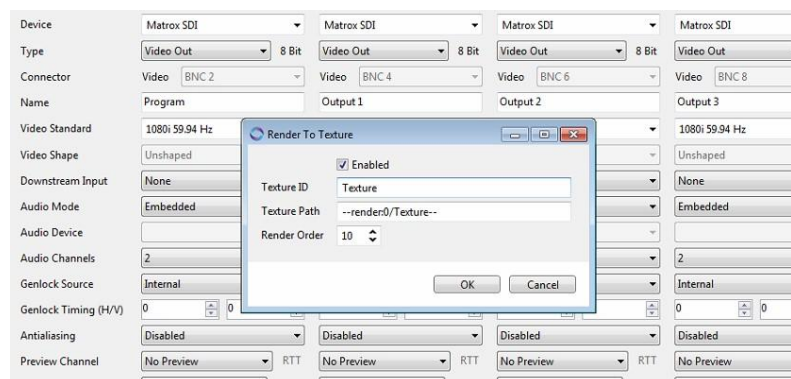 Device Matrox SDI Matrox SDI Matrox SDI Matrox SDI
Type Video Out 8 Bit Video Out 8 Bit Video Out 8 Bit Video Out
Connector Video BNC 2 Video BNC 4 Video BNC 6 Video BNC 8
Name Program Output 1 Output 2 Output 3
Video Standard 1080i 59.94 Hz 1080i 59.94 Hz
Render To Texture
Video Shape Unshaped Unshaped
Enabled
Downstream Input None None
Texture ID Texture
Audio Mode Embedded Embedded
Texture Path --render:0/Texture--
Audio Device
Render Order 10
Audio Channels 2 2
Genlock Source Internal Internal
OK Cancel
Genlock Timing (H/V) 0 0 0 0
Antialiasing Disabled Disabled Disabled Disabled
Preview Channel No Preview RTT No Preview RTT No Preview RTT No Preview